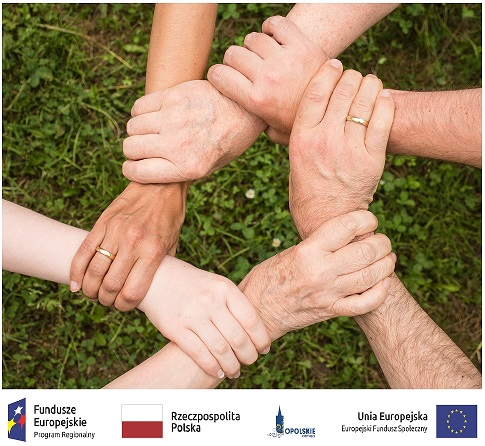 Fundusze
Europejskie
Program Regionalny
Rzeczpospolita
Polska
OPOLSKIE
Unia Europejska
Europejski Fundusz Społeczny